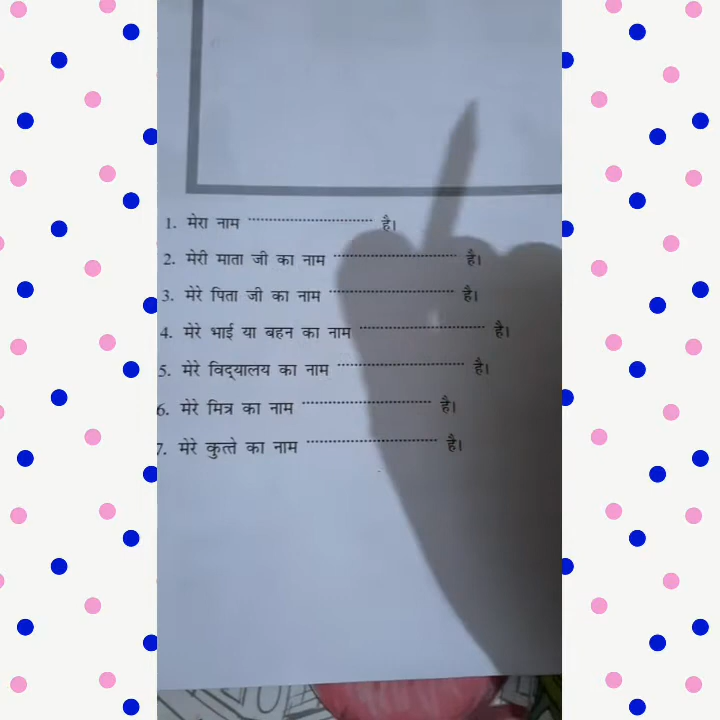 1. मेरा नाम ........................ है।
2. मेरी माता जी का नाम ........................ है।
3. मेरे पिता जी का नाम ........................ है।
4. मेरे भाई या बहन का नाम ........................ है।
5. मेरे विद्‌यालय का नाम ........................ है।
6. मेरे मित्र का नाम ........................ है।
7. मेरे कुत्ते का नाम ........................ है।